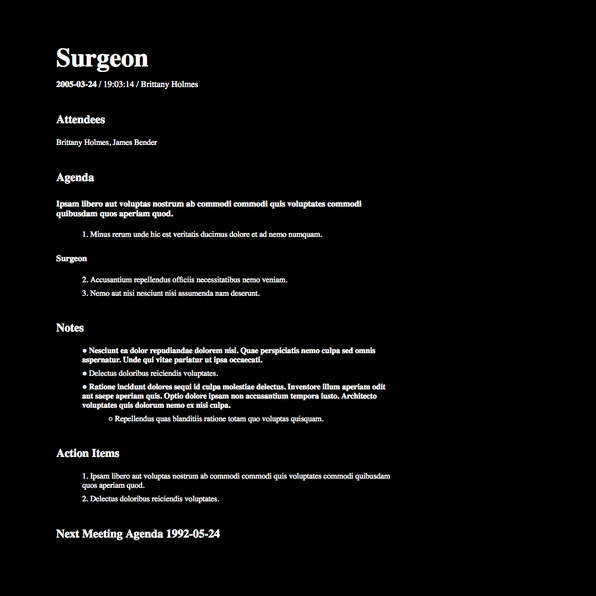 Surgeon
2005-03-24 / 19:03:14 / Brittany Holmes
Attendees
Brittany Holmes, James Bender
Agenda
Ipsam libero aut voluptas nostrum ab commodi commodi quis voluptates commodi
quibusdam quos aperiam quod.
1. Minus rerum unde hic est veritatis ducimus dolore et ad nemo numquam.
Surgeon
2. Accusantium repellendus officiis necessitatibus nemo veniam.
3. Nemo aut nisi nesciunt nisi assumenda nam deserunt.
Notes
● Nesciunt ea dolor repudiandae dolorem nisi. Quae perspiciatis nemo culpa sed omnis
aspernatur. Unde qui vitae pariatur ut ipsa occaecati.
● Delectus doloribus reiciendis voluptates.
● Ratione incidunt dolores sequi id culpa molestiae delectus. Inventore illum aperiam odit
aut saepe aperiam quis. Optio dolore ipsam non accusantium tempora iusto. Architecto
voluptates quis dolorum nemo ex nisi culpa.
○ Repellendus quas blanditiis ratione totam quo voluptas quisquam.
Action Items
1. Ipsam libero aut voluptas nostrum ab commodi commodi quis voluptates commodi quibusdam
quos aperiam quod.
2. Delectus doloribus reiciendis voluptates.
Next Meeting Agenda 1992-05-24